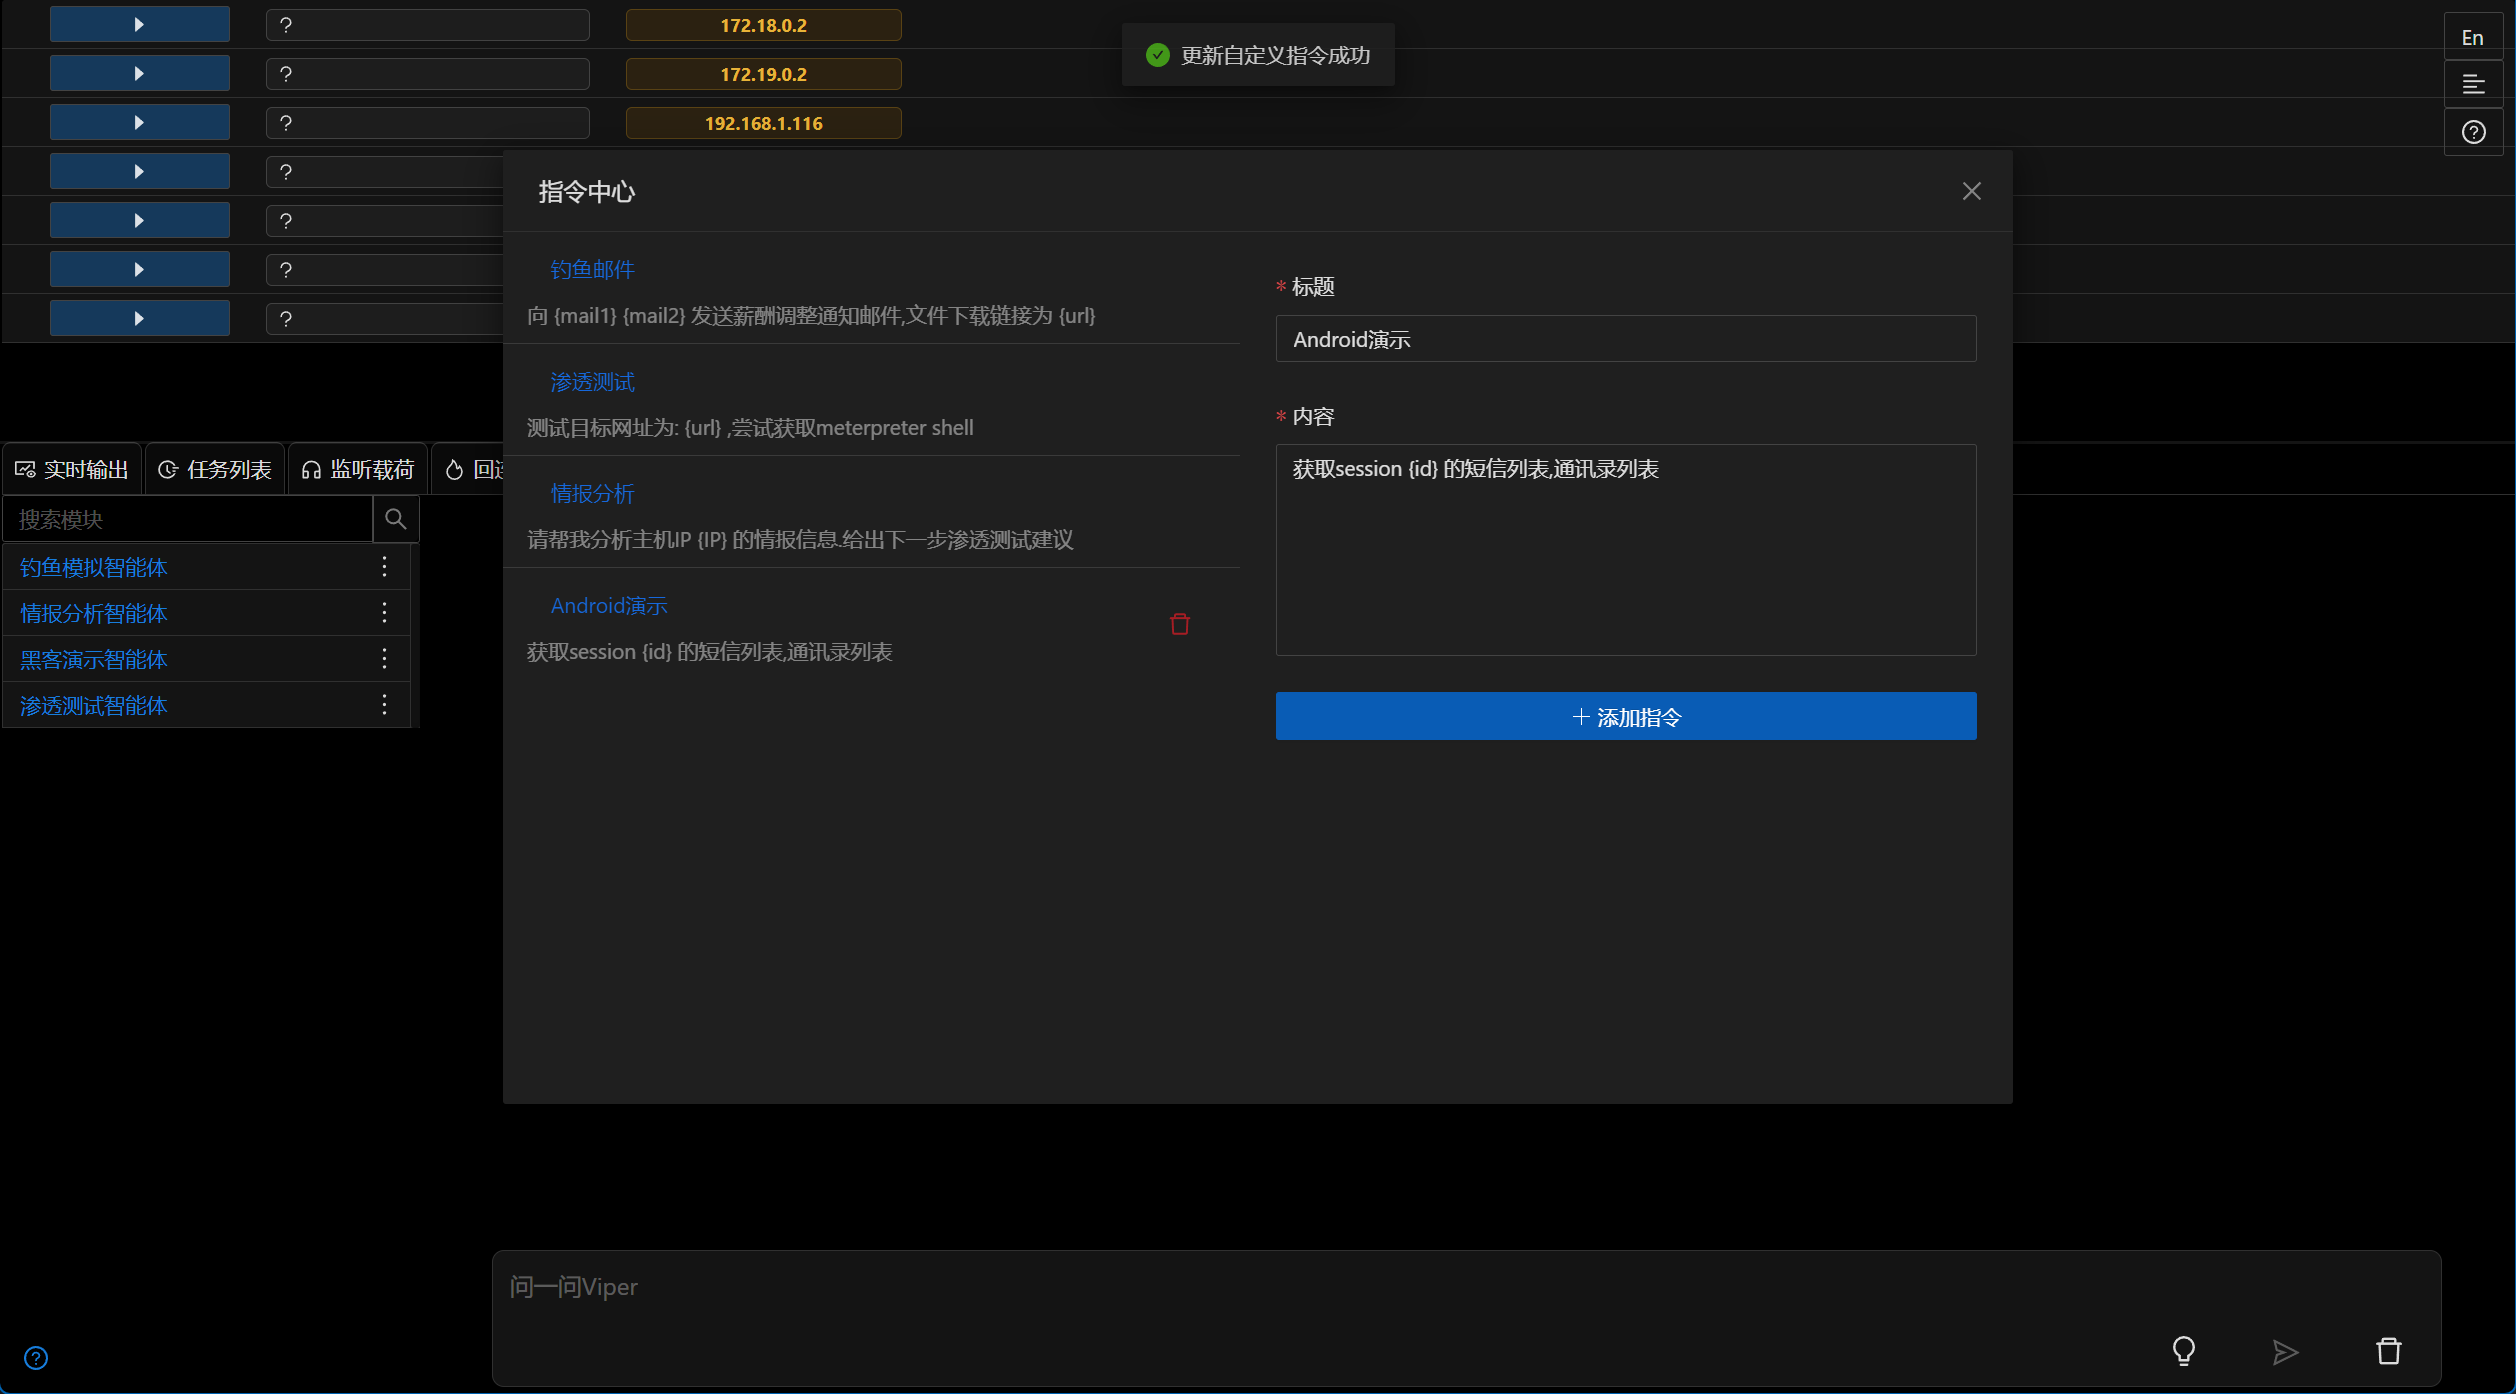 ?
172.18.0.2
?
172.19.0.2
?
192.168.1.116
?
?
?
?
更新自定义指令成功
En
指令中心
钓鱼邮件
向 {mail1} {mail2} 发送薪酬调整通知邮件,文件下载链接为 {url}
渗透测试
测试目标网址为: {url} ,尝试获取meterpreter shell
情报分析
请帮我分析主机IP {IP} 的情报信息.给出下一步渗透测试建议
Android演示
获取session {id} 的短信列表,通讯录列表
* 标题
Android演示
* 内容
获取session {id} 的短信列表,通讯录列表
添加指令
实时输出
任务列表
监听载荷
回
搜索模块
钓鱼模拟智能体
情报分析智能体
黑客演示智能体
渗透测试智能体
问一问Viper